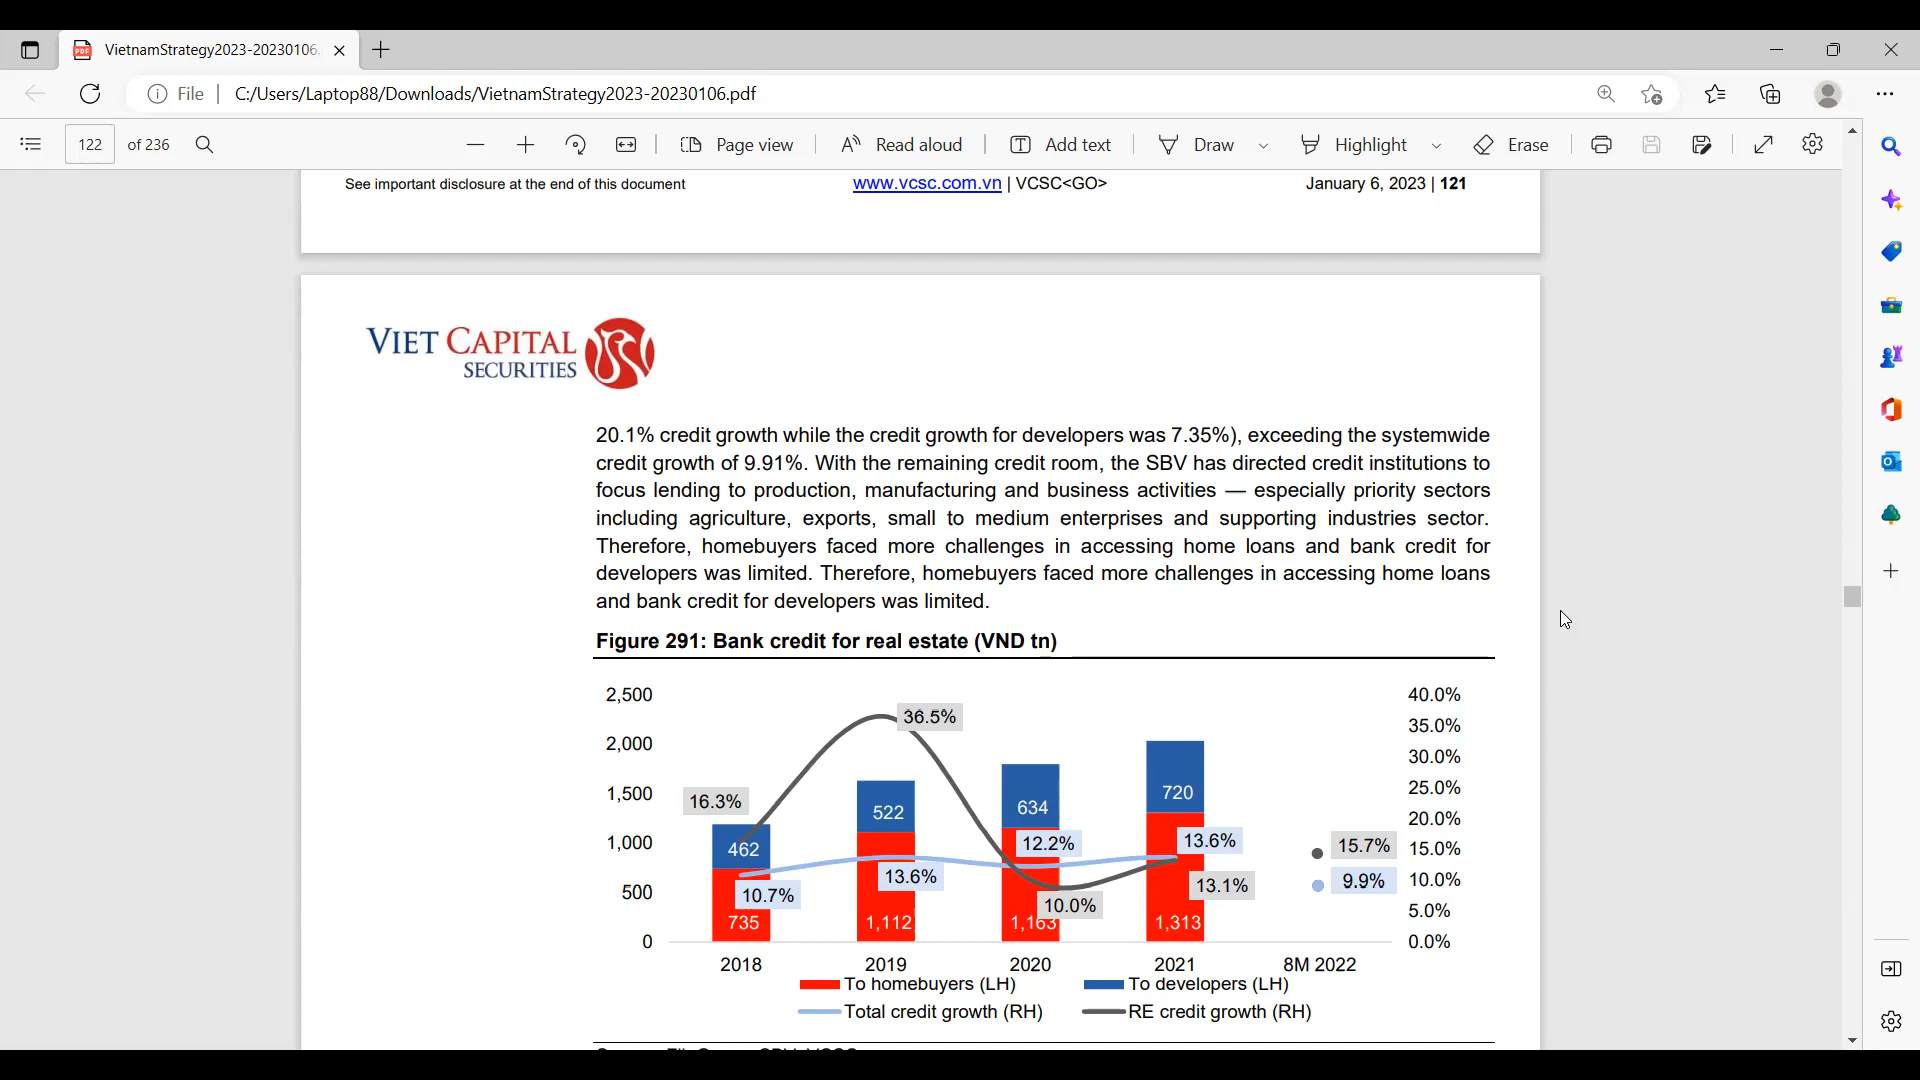 VietnamStrategy2023-20230106.
File
C:/Users/Laptop88/Downloads/VietnamStrategy2023-20230106.pdf
122 of 236
Page view
Read aloud
Add text
Draw
Highlight
Erase
See important disclosure at the end of this document www.vcsc.com.vn | VCSC<GO> January 6, 2023 | 121
VIET CAPITAL
SECURITIES
20.1% credit growth while the credit growth for developers was 7.35%), exceeding the systemwide
credit growth of 9.91%. With the remaining credit room, the SBV has directed credit institutions to
focus lending to production, manufacturing and business activities — especially priority sectors
including agriculture, exports, small to medium enterprises and supporting industries sector.
Therefore, homebuyers faced more challenges in accessing home loans and bank credit for
developers was limited. Therefore, homebuyers faced more challenges in accessing home loans
and bank credit for developers was limited.
Figure 291: Bank credit for real estate (VND tn)
2,500 40.0%
36.5%
35.0%
2,000
30.0%
1,500 25.0%
16.3% 522 634 720
20.0%
1,000 462 12.2% 13.6% 15.7% 15.0%
500 10.7% 13.6% 13.1% 9.9% 10.0%
10.0%
735 1,112 1,163 1,313 5.0%
0 0.0%
2018 2019 2020 2021 8M 2022
To homebuyers (LH) To developers (LH)
Total credit growth (RH) RE credit growth (RH)